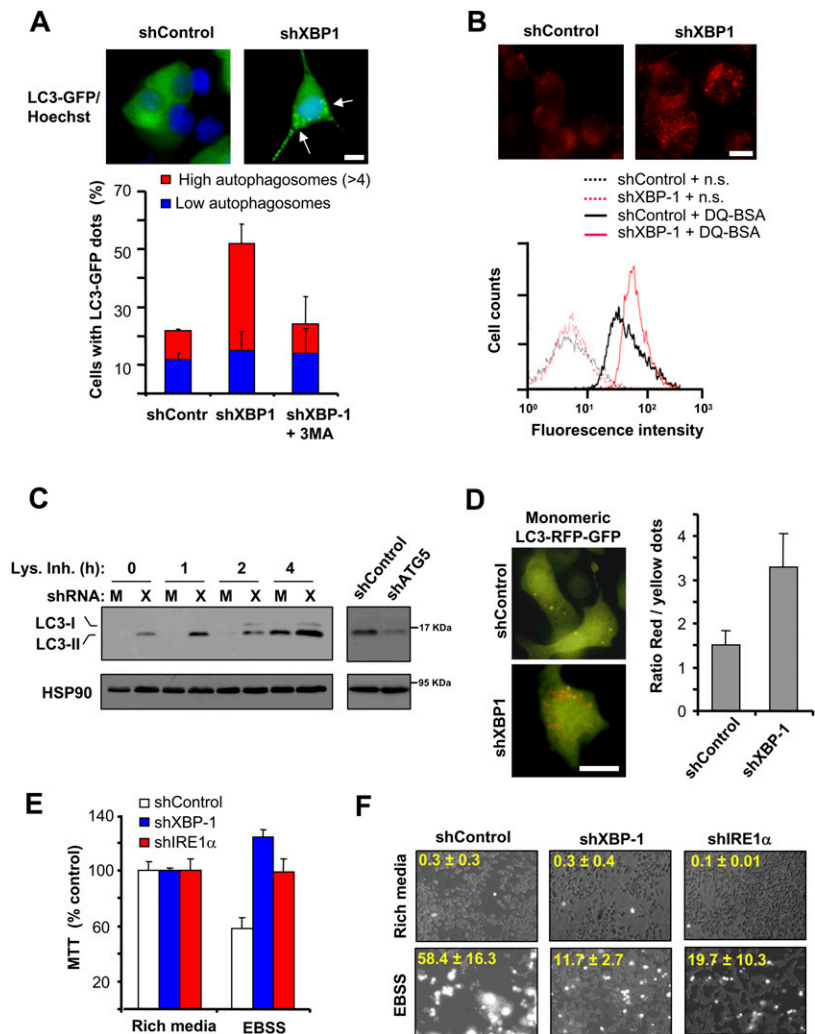 A
shControl shXBP1
LC3-GFP/
Hoechst
High autophagosomes (>4)
Low autophagosomes
Cells with LC3-GFP dots (%)
70
50
30
10
shContr shXBP1 shXBP-1
+ 3MA
B
shControl shXBP1
shControl + n.s.
shXBP-1 + n.s.
shControl + DQ-BSA
shXBP-1 + DQ-BSA
Cell counts
10⁰ 10¹ 10² 10³
Fluorescence intensity
C
Lys. Inh. (h): 0 1 2 4
shRNA: M X M X M X M X
shControl
shATG5
LC3-I
LC3-II
17 KDa
HSP90
95 KDa
D
Monomeric
LC3-RFP-GFP
shControl
shXBP1
Ratio Red / yellow dots
4
3
2
1
0
shControl
shXBP-1
E
shControl
shXBP-1
shIRE1α
MTT (% control)
140
100
60
20
Rich media EBSS
F
shControl shXBP-1 shIRE1α
Rich media
0.3 ± 0.3 0.3 ± 0.4 0.1 ± 0.01
EBSS
58.4 ± 16.3 11.7 ± 2.7 19.7 ± 10.3